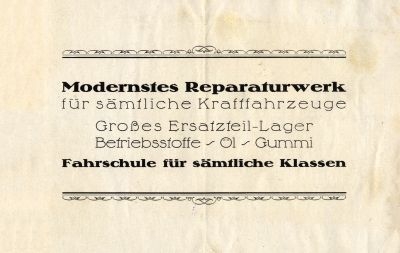 Modernstes Reparaturwerk
für sämtliche Kraftfahrzeuge
Großes Ersatzteil-Lager
Betriebsstoffe - Öl - Gummi
Fahrschule für sämtliche Klassen